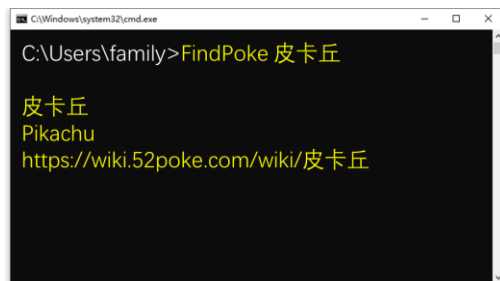 C:\Windows\system32\cmd.exe
C:\Users\family>FindPoke 皮卡丘
皮卡丘
Pikachu
https://wiki.52poke.com/wiki/皮卡丘